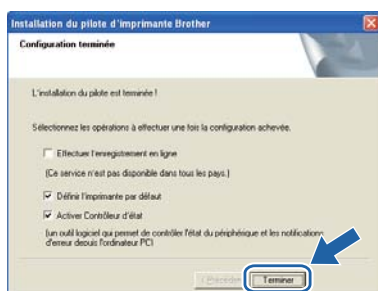 Installation du pilote d'imprimante Brother
Configuration terminée
L'installation du pilote est terminée !
Sélectionnez les opérations à effectuer une fois la configuration achevée.
Effectuer l'enregistrement en ligne
(Ce service n'est pas disponible dans tous les pays.)
Définir l'imprimante par défaut
Activer Contrôleur d'état
(un outil logiciel qui permet de contrôler l'état du périphérique et les notifications
d'erreur depuis l'ordinateur PC)
< Précédent
Terminer